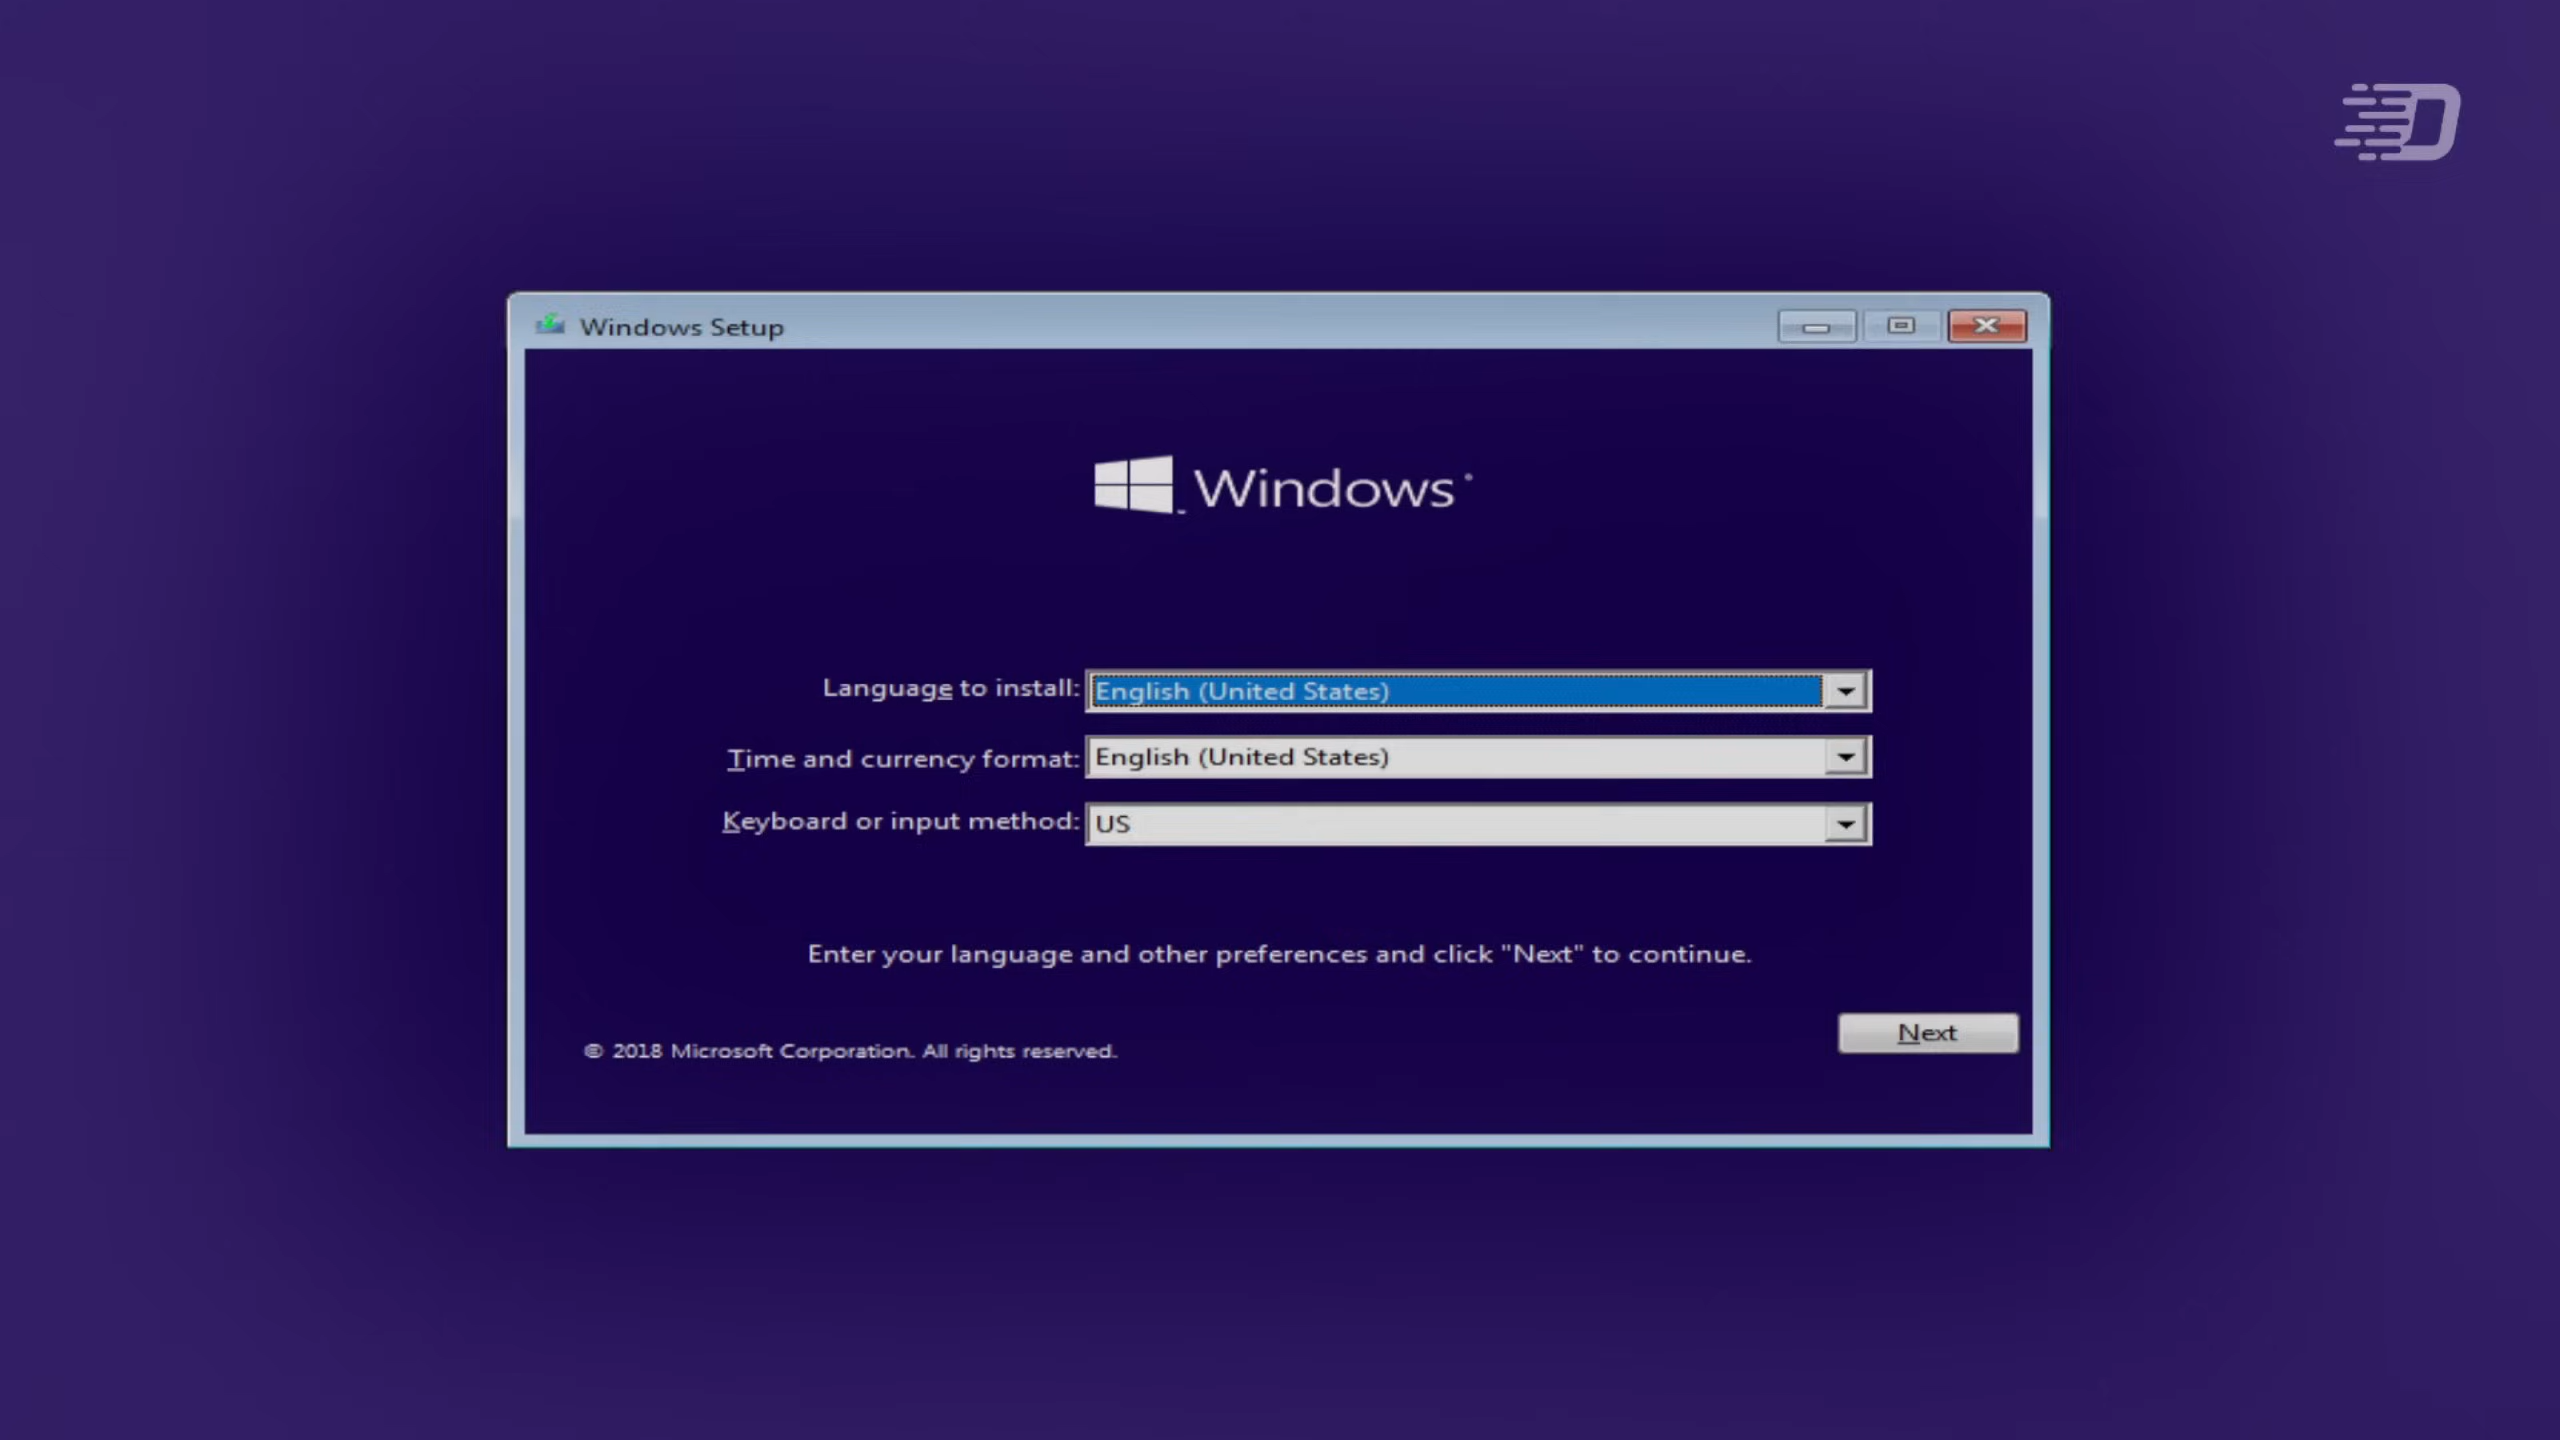 Windows Setup
Windows
Language to install: English (United States)
Time and currency format: English (United States)
Keyboard or input method: US
Enter your language and other preferences and click "Next" to continue.
Next
© 2018 Microsoft Corporation. All rights reserved.